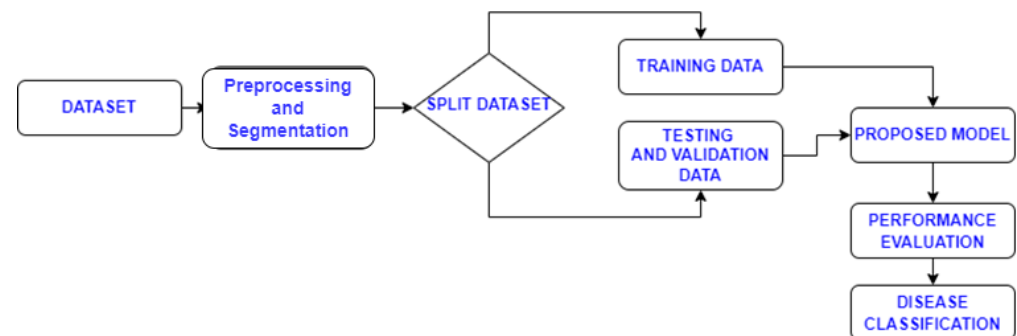 DATASET
Preprocessing
and
Segmentation
SPLIT DATASET
TRAINING DATA
TESTING
AND VALIDATION
DATA
PROPOSED MODEL
PERFORMANCE
EVALUATION
DISEASE
CLASSIFICATION